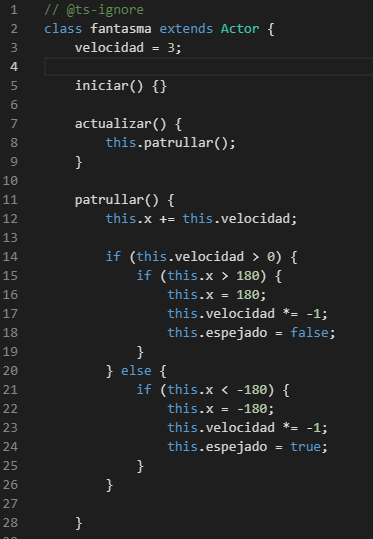 1 // @ts-ignore
2 class fantasma extends Actor {
3     velocidad = 3;
4
5     iniciar() {}
6
7     actualizar() {
8         this.patrullar();
9     }
10
11     patrullar() {
12         this.x += this.velocidad;
13
14         if (this.velocidad > 0) {
15             if (this.x > 180) {
16                 this.x = 180;
17                 this.velocidad *= -1;
18                 this.espejado = false;
19             }
20         } else {
21             if (this.x < -180) {
22                 this.x = -180;
23                 this.velocidad *= -1;
24                 this.espejado = true;
25             }
26         }
27
28     }